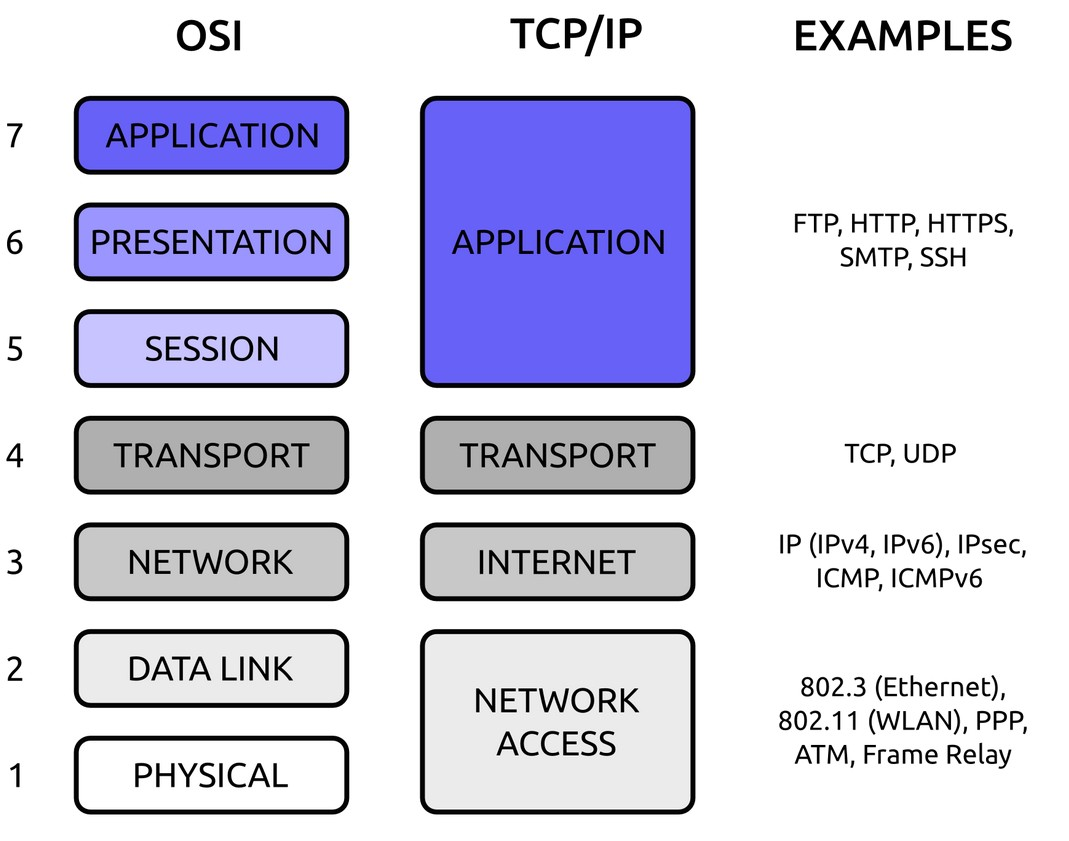 OSI TCP/IP EXAMPLES
7 APPLICATION
6 PRESENTATION APPLICATION FTP, HTTP, HTTPS,
SMTP, SSH
5 SESSION
4 TRANSPORT TRANSPORT TCP, UDP
3 NETWORK INTERNET IP (IPv4, IPv6), IPsec,
ICMP, ICMPv6
2 DATA LINK
NETWORK
ACCESS
802.3 (Ethernet),
802.11 (WLAN), PPP,
ATM, Frame Relay
1 PHYSICAL